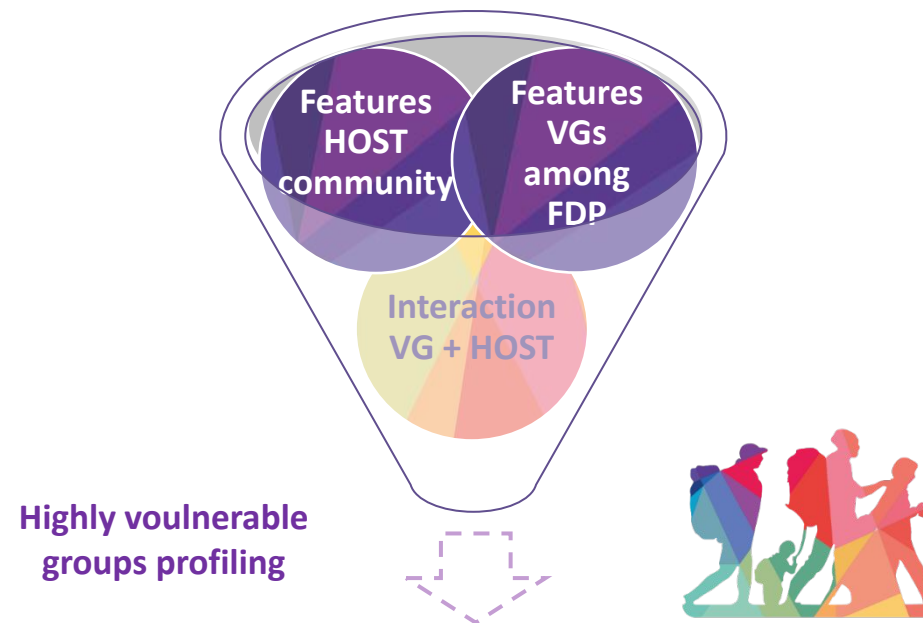 Features
HOST
community
Features
VGs
among
FDP
Interaction
VG + HOST
Highly voulnerable
groups profiling